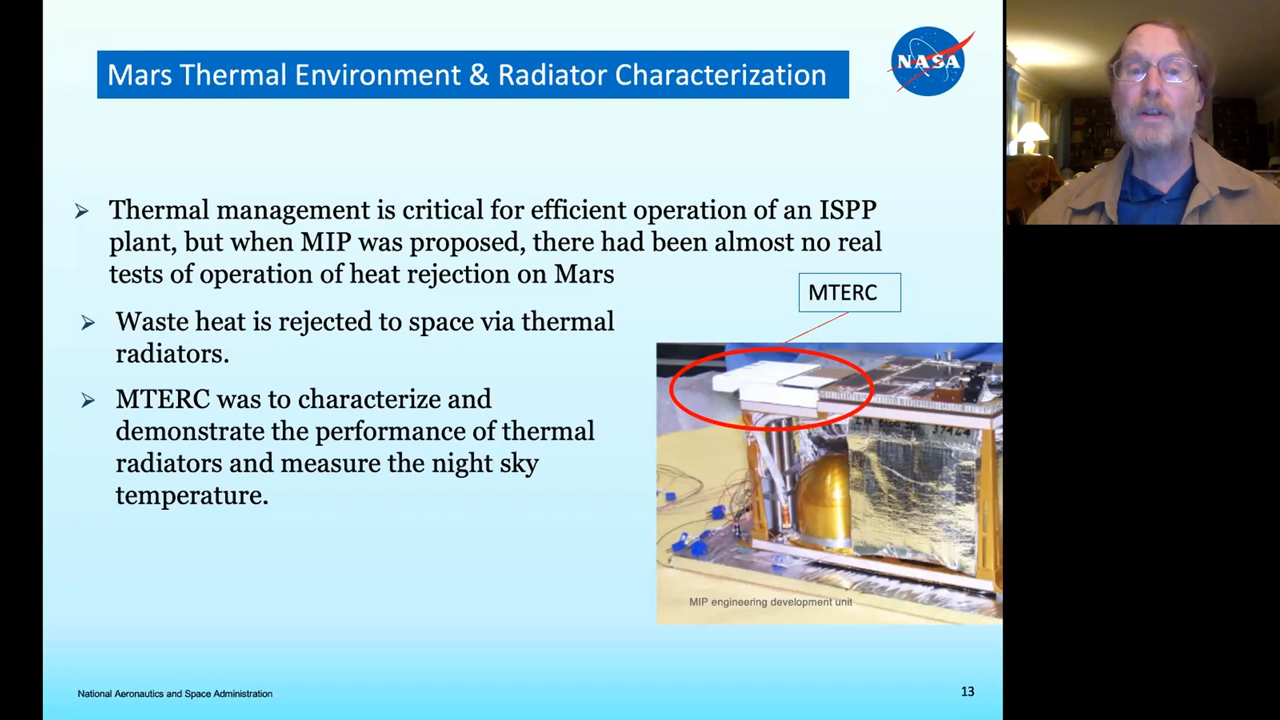 Mars Thermal Environment & Radiator Characterization
NASA
➢ Thermal management is critical for efficient operation of an ISPP
plant, but when MIP was proposed, there had been almost no real
tests of operation of heat rejection on Mars
MTERC
➢ Waste heat is rejected to space via thermal
radiators.
➢ MTERC was to characterize and
demonstrate the performance of thermal
radiators and measure the night sky
temperature.
MIP engineering development unit
National Aeronautics and Space Administration
13